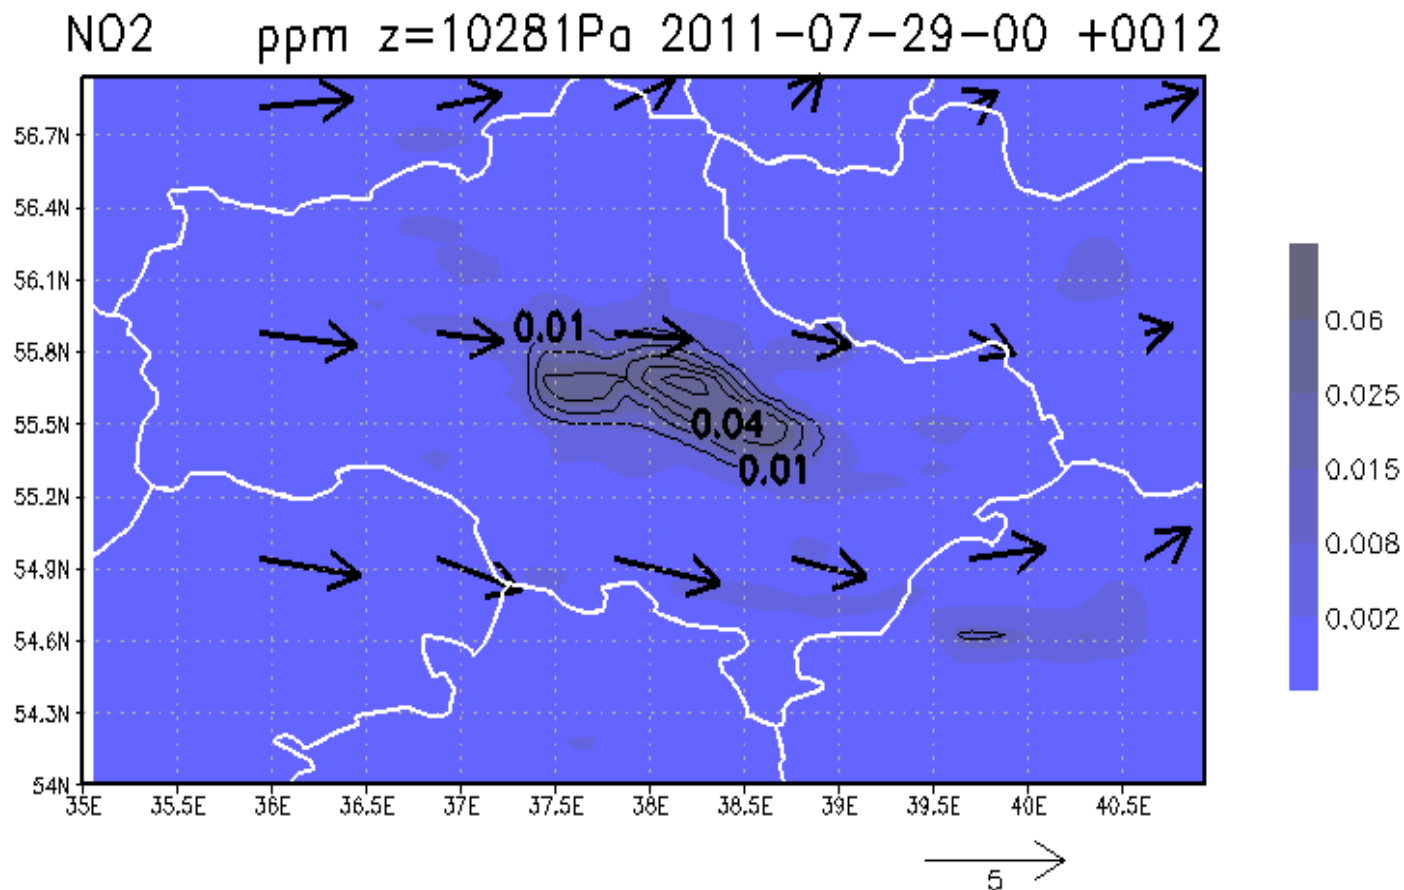 NO2 ppm z=10281Pa 2011-07-29-00 +0012
56.7N
56.4N
56.1N
55.8N
55.5N
55.2N
54.9N
54.6N
54.3N
54N
0.01
0.04
0.01
35E 35.5E 36E 36.5E 37E 37.5E 38E 38.5E 39E 39.5E 40E 40.5E
0.06
0.025
0.015
0.008
0.002
5